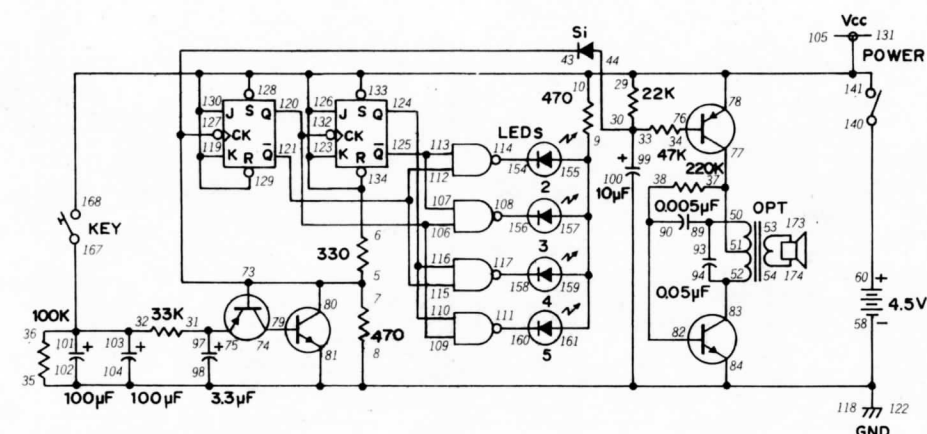 Vcc
105 131
POWER
Si
43 44
128 133
130 J S Q 120 126 J S Q 124
127 CK 132 CK
119 K R Q̅ 121 123 K R Q̅ 125
129 134
10
470
9
29
22K
30 33 76
34
47K
78
77
141
140
LEDs
113 114 154 155
112
2
107 108 156 157
106
3
116 117 158 159
115
4
110 111 160 161
109
5
+ 99
100
10μF
220K
38 37
0.005μF
90 89
50
51
52
OPT
53 173
54 174
93
94
0.05μF
83
82
84
168
KEY
167
6
330
5
7
470
8
73
80
79
81
75 74
100K
36
35
101 +
102
32 33K 31
103 +
104
97 +
98
100μF 100μF 3.3μF
60 +
4.5V
58 −
118 122
GND